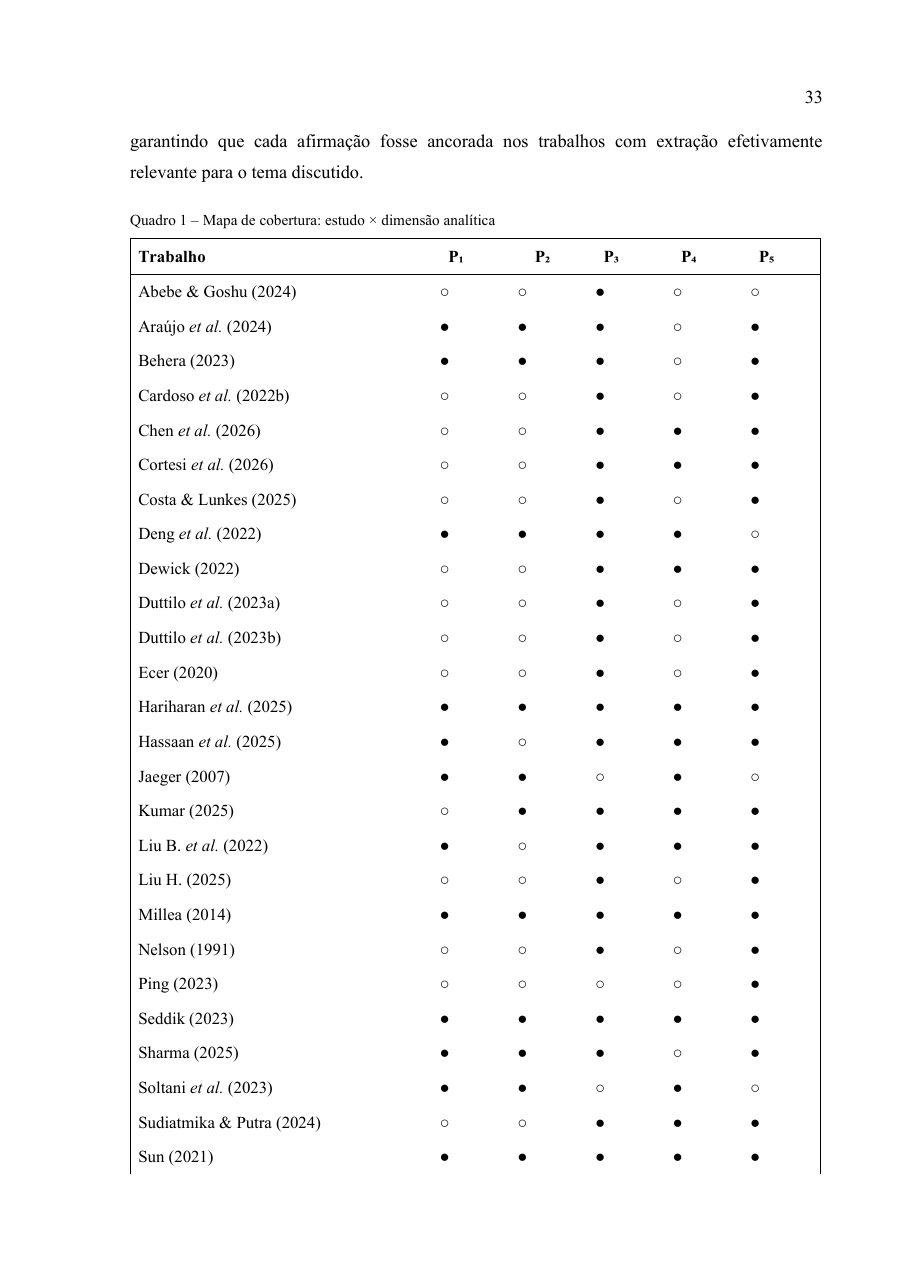 33
garantindo que cada afirmação fosse ancorada nos trabalhos com extração efetivamente
relevante para o tema discutido.
Quadro 1 – Mapa de cobertura: estudo × dimensão analítica
Trabalho P₁ P₂ P₃ P₄ P₅
Abebe & Goshu (2024) ○ ○ ● ○ ○
Araújo et al. (2024) ● ● ● ○ ●
Behera (2023) ● ● ● ○ ●
Cardoso et al. (2022b) ○ ○ ● ○ ●
Chen et al. (2026) ○ ○ ● ● ●
Cortesi et al. (2026) ○ ○ ● ● ●
Costa & Lunkes (2025) ○ ○ ● ○ ●
Deng et al. (2022) ● ● ● ● ○
Dewick (2022) ○ ○ ● ● ●
Duttilo et al. (2023a) ○ ○ ● ○ ●
Duttilo et al. (2023b) ○ ○ ● ○ ●
Ecer (2020) ○ ○ ● ○ ●
Hariharan et al. (2025) ● ● ● ● ●
Hassaan et al. (2025) ● ○ ● ● ●
Jaeger (2007) ● ● ○ ● ○
Kumar (2025) ○ ● ● ● ●
Liu B. et al. (2022) ● ○ ● ● ●
Liu H. (2025) ○ ○ ● ○ ●
Millea (2014) ● ● ● ● ●
Nelson (1991) ○ ○ ● ○ ●
Ping (2023) ○ ○ ○ ○ ●
Seddik (2023) ● ● ● ● ●
Sharma (2025) ● ● ● ○ ●
Soltani et al. (2023) ● ● ○ ● ○
Sudiatmika & Putra (2024) ○ ○ ● ● ●
Sun (2021) ● ● ● ● ●